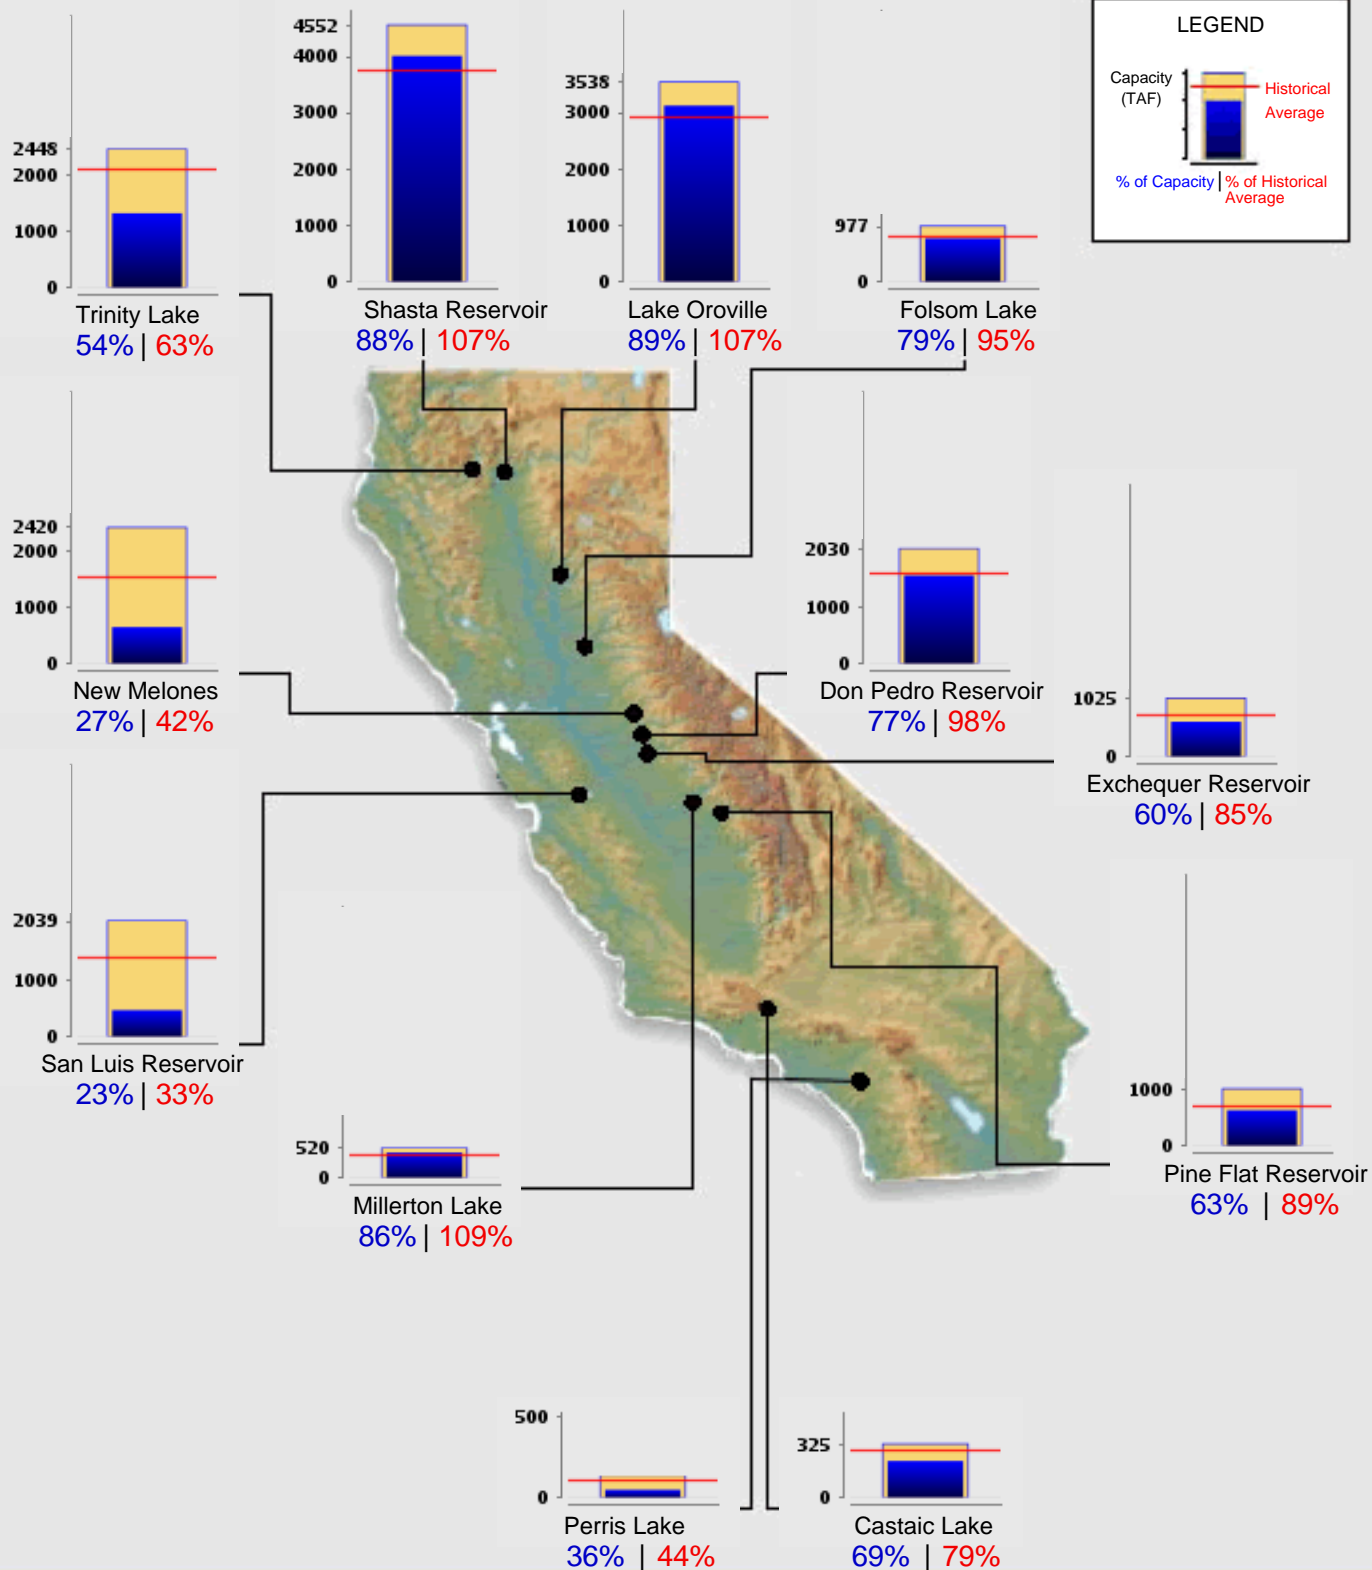 LEGEND
Capacity
(TAF)
Historical
Average
% of Capacity | % of Historical
Average
2448
2000
1000
0
Trinity Lake
54% | 63%
4552
4000
3000
2000
1000
0
Shasta Reservoir
88% | 107%
3538
3000
2000
1000
0
Lake Oroville
89% | 107%
977
0
Folsom Lake
79% | 95%
2420
2000
1000
0
New Melones
27% | 42%
2030
1000
0
Don Pedro Reservoir
77% | 98%
1025
0
Exchequer Reservoir
60% | 85%
2039
1000
0
San Luis Reservoir
23% | 33%
520
0
Millerton Lake
86% | 109%
1000
0
Pine Flat Reservoir
63% | 89%
500
0
Perris Lake
36% | 44%
325
0
Castaic Lake
69% | 79%